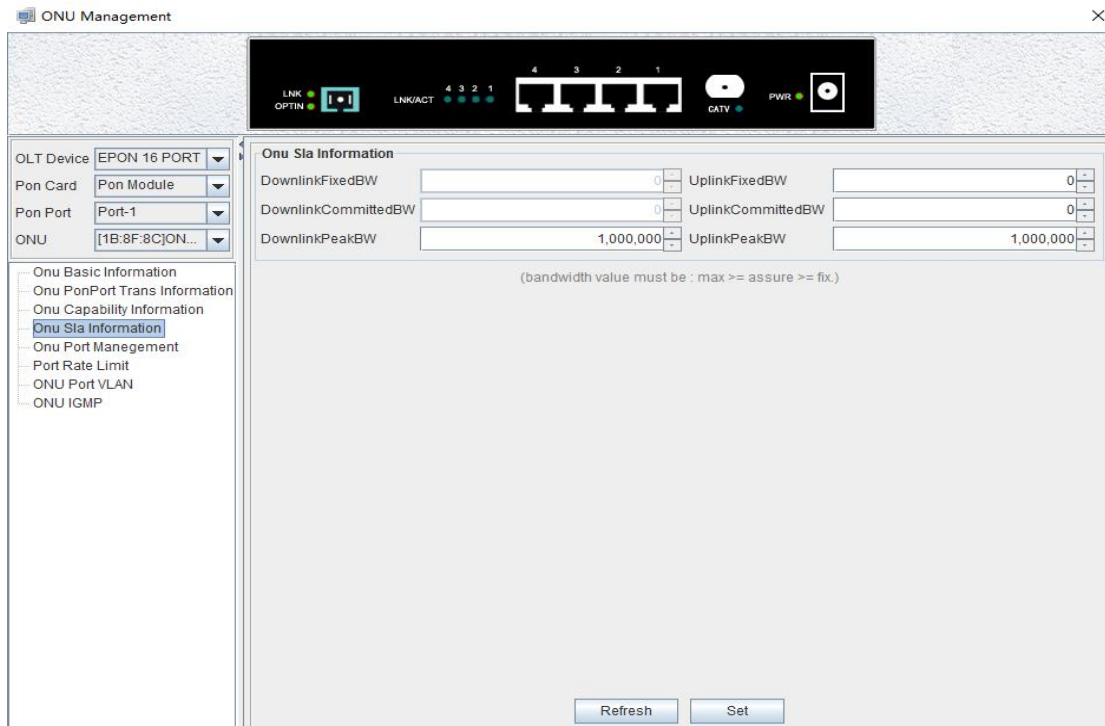 ONU Management
4 3 2 1
LNK
OPTIN
LNK/ACT
4 3 2 1
CATV
PWR
OLT Device EPON 16 PORT
Pon Card Pon Module
Pon Port Port-1
ONU [1B:8F:8C]ON...
Onu Basic Information
Onu PonPort Trans Information
Onu Capability Information
Onu Sla Information
Onu Port Manegement
Port Rate Limit
ONU Port VLAN
ONU IGMP
Onu Sla Information
DownlinkFixedBW 0 UplinkFixedBW 0
DownlinkCommittedBW 0 UplinkCommittedBW 0
DownlinkPeakBW 1,000,000 UplinkPeakBW 1,000,000
(bandwidth value must be : max >= assure >= fix.)
Refresh Set